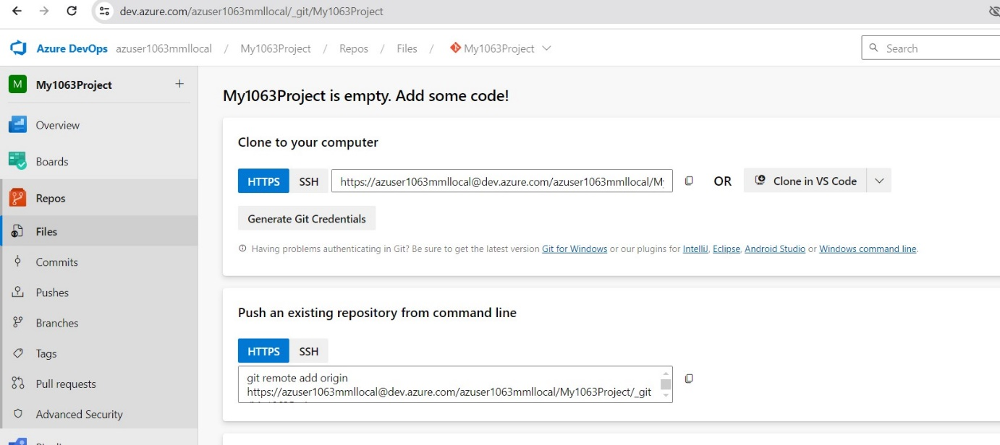 dev.azure.com/azuser1063mmllocal/_git/My1063Project
Azure DevOps azuser1063mmllocal / My1063Project / Repos / Files / My1063Project
Search
M My1063Project +
Overview
Boards
Repos
Files
Commits
Pushes
Branches
Tags
Pull requests
Advanced Security
My1063Project is empty. Add some code!
Clone to your computer
HTTPS SSH https://azuser1063mmllocal@dev.azure.com/azuser1063mmllocal/M OR Clone in VS Code
Generate Git Credentials
Having problems authenticating in Git? Be sure to get the latest version Git for Windows or our plugins for IntelliJ, Eclipse, Android Studio or Windows command line.
Push an existing repository from command line
HTTPS SSH
git remote add origin
https://azuser1063mmllocal@dev.azure.com/azuser1063mmllocal/My1063Project/_git